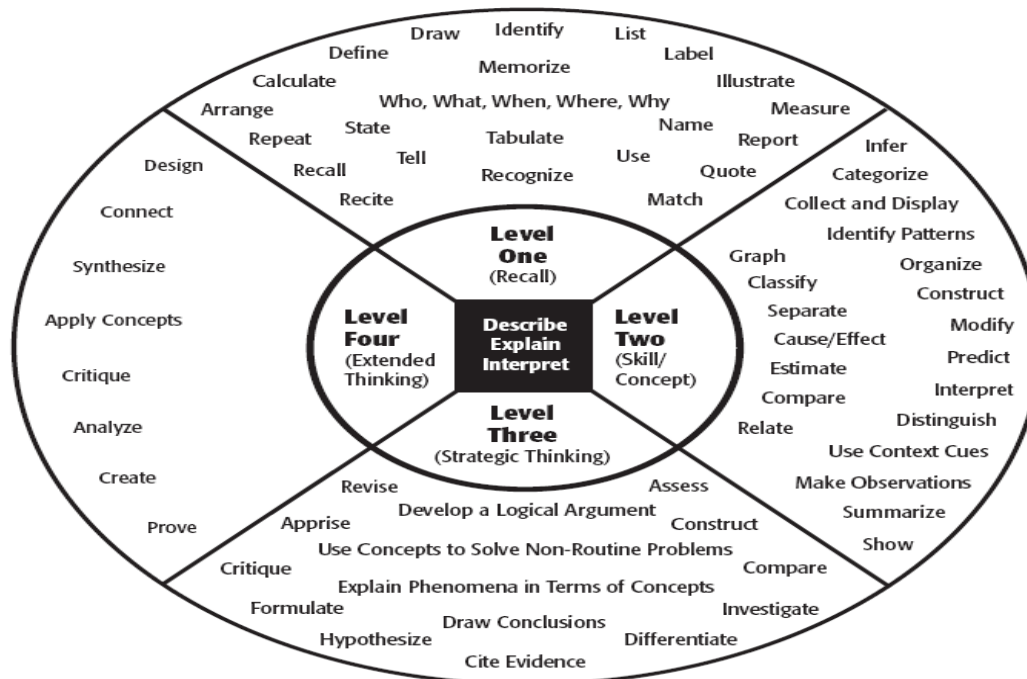 Draw
Identify
List
Define
Label
Calculate
Memorize
Illustrate
Arrange
Who, What, When, Where, Why
Measure
Repeat
State
Tabulate
Name
Report
Recall
Tell
Recognize
Use
Quote
Recite
Match
Level
One
(Recall)
Infer
Categorize
Collect and Display
Identify Patterns
Graph
Organize
Classify
Construct
Separate
Modify
Cause/Effect
Predict
Estimate
Interpret
Compare
Distinguish
Relate
Use Context Cues
Make Observations
Summarize
Show
Level
Two
(Skill/
Concept)
Describe
Explain
Interpret
Level
Three
(Strategic Thinking)
Revise
Assess
Apprise
Develop a Logical Argument
Construct
Use Concepts to Solve Non-Routine Problems
Critique
Compare
Explain Phenomena in Terms of Concepts
Formulate
Investigate
Hypothesize
Draw Conclusions
Differentiate
Cite Evidence
Level
Four
(Extended
Thinking)
Design
Connect
Synthesize
Apply Concepts
Critique
Analyze
Create
Prove